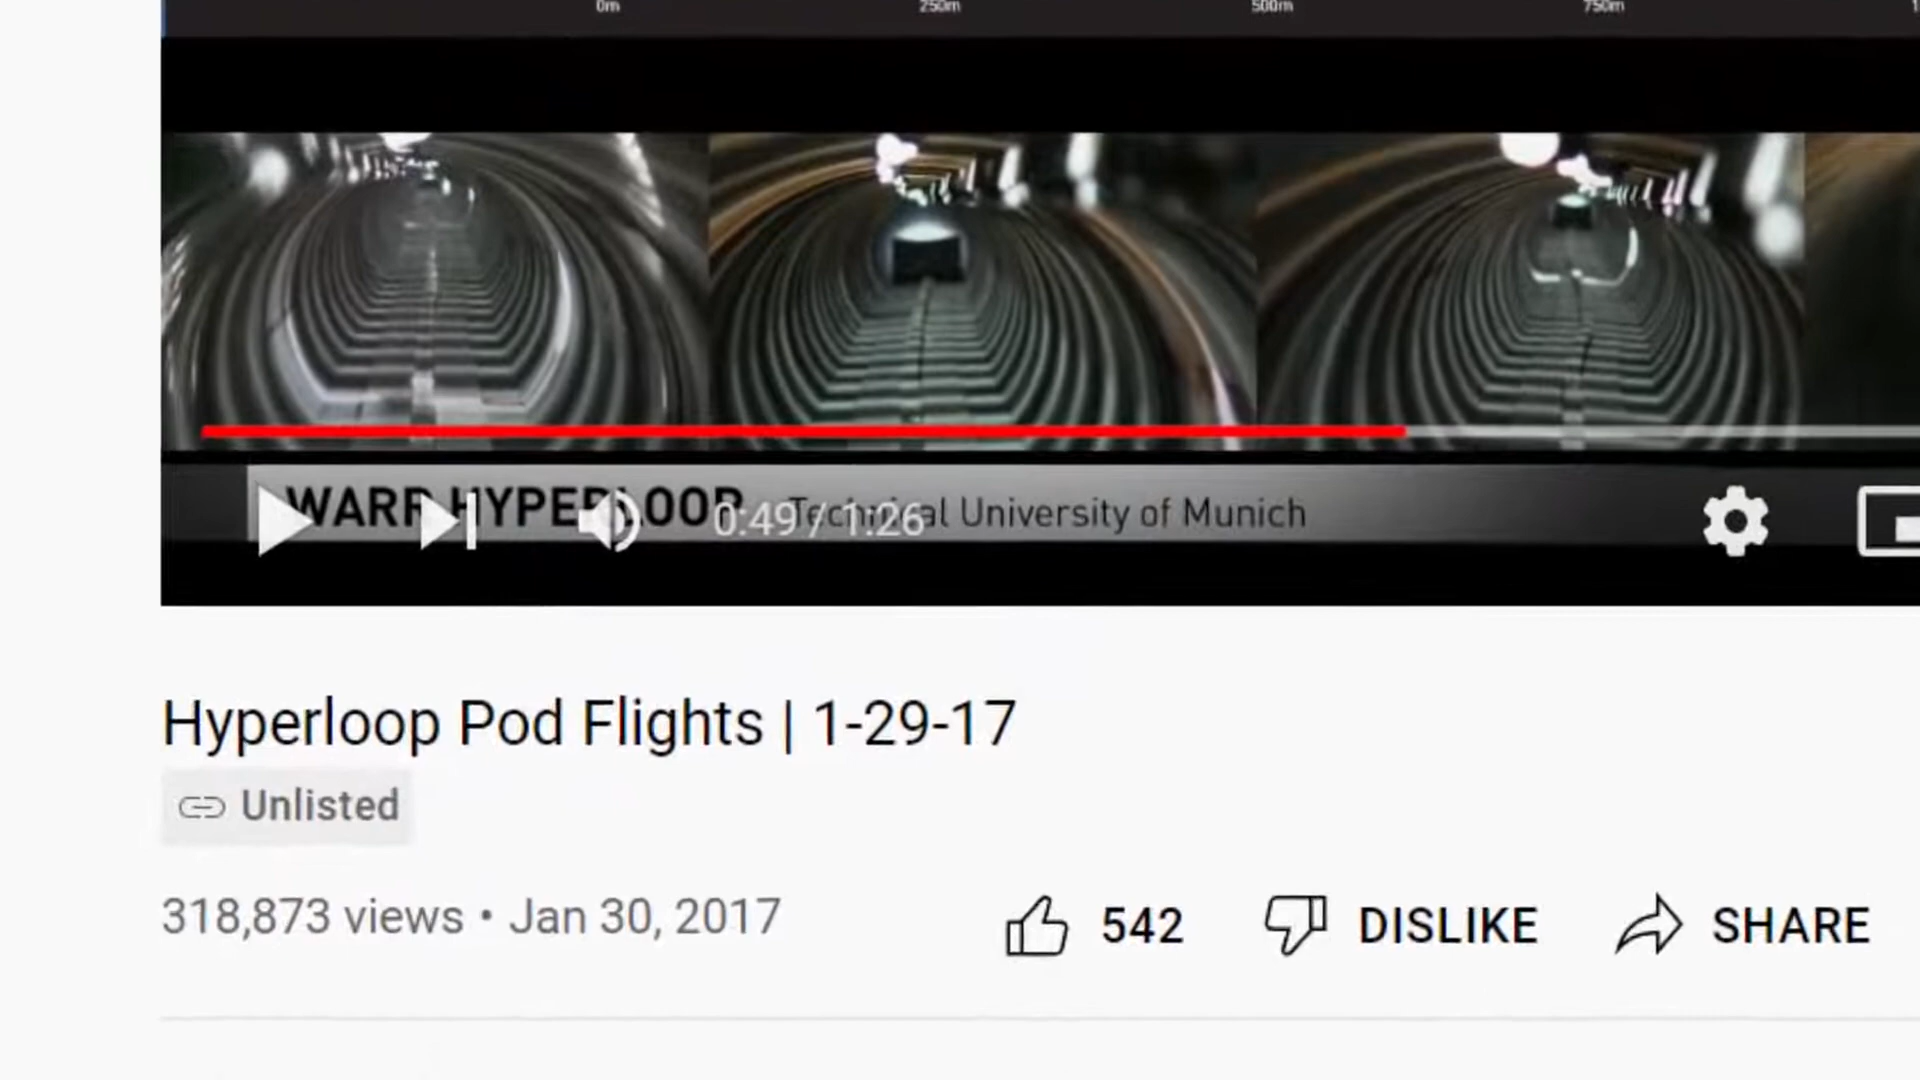 0m 250m 500m 750m
WARR HYPERLOOP Technical University of Munich
0:49 / 1:26
Hyperloop Pod Flights | 1-29-17
Unlisted
318,873 views • Jan 30, 2017 542 DISLIKE SHARE